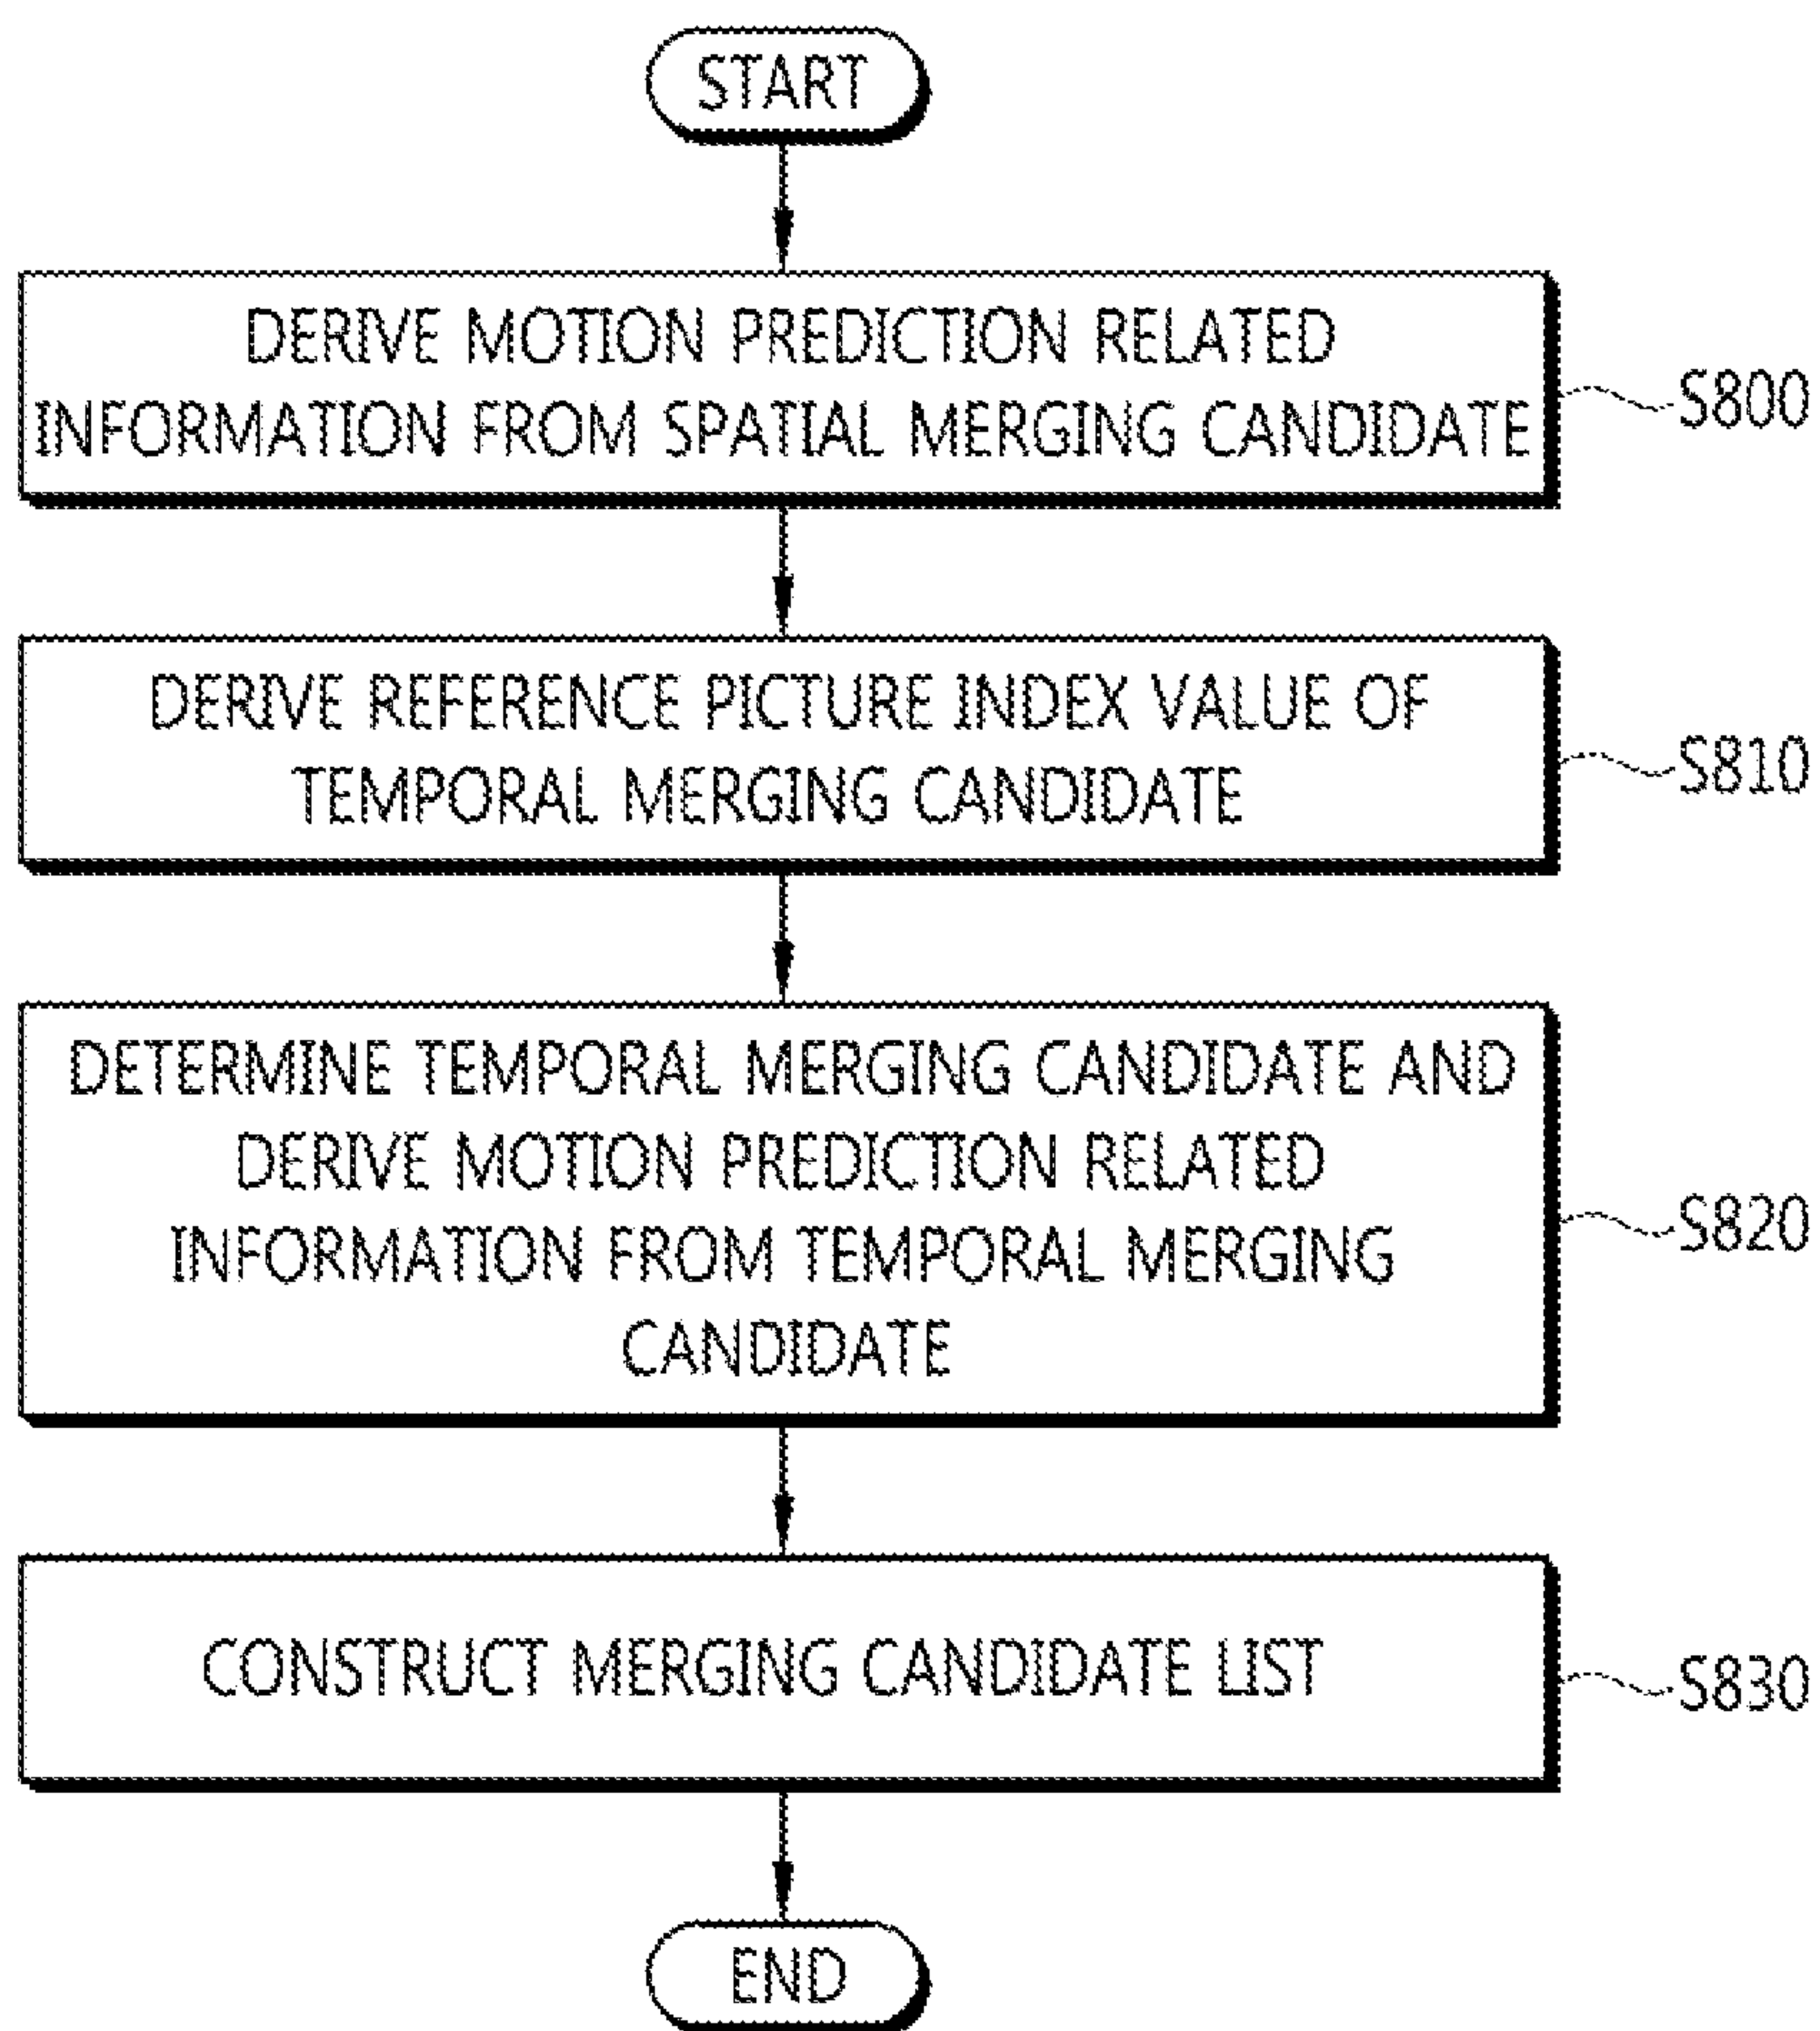 START
DERIVE MOTION PREDICTION RELATED
INFORMATION FROM SPATIAL MERGING CANDIDATE
S800
DERIVE REFERENCE PICTURE INDEX VALUE OF
TEMPORAL MERGING CANDIDATE
S810
DETERMINE TEMPORAL MERGING CANDIDATE AND
DERIVE MOTION PREDICTION RELATED
INFORMATION FROM TEMPORAL MERGING
CANDIDATE
S820
CONSTRUCT MERGING CANDIDATE LIST
S830
END